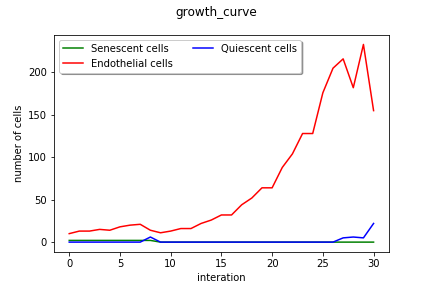 growth_curve
Senescent cells
Endothelial cells
Quiescent cells
number of cells
200
150
100
50
0
0 5 10 15 20 25 30
interation